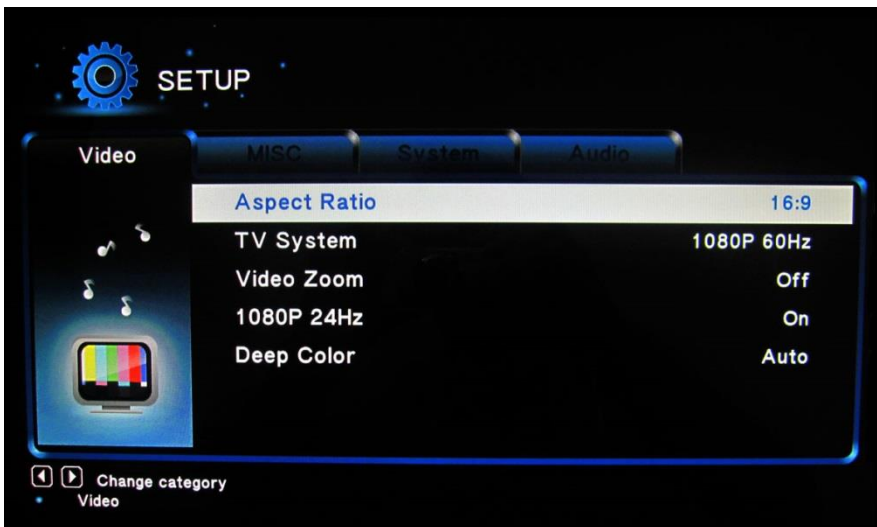 SETUP
Video MISC System Audio
Aspect Ratio 16:9
TV System 1080P 60Hz
Video Zoom Off
1080P 24Hz On
Deep Color Auto
Change category
Video